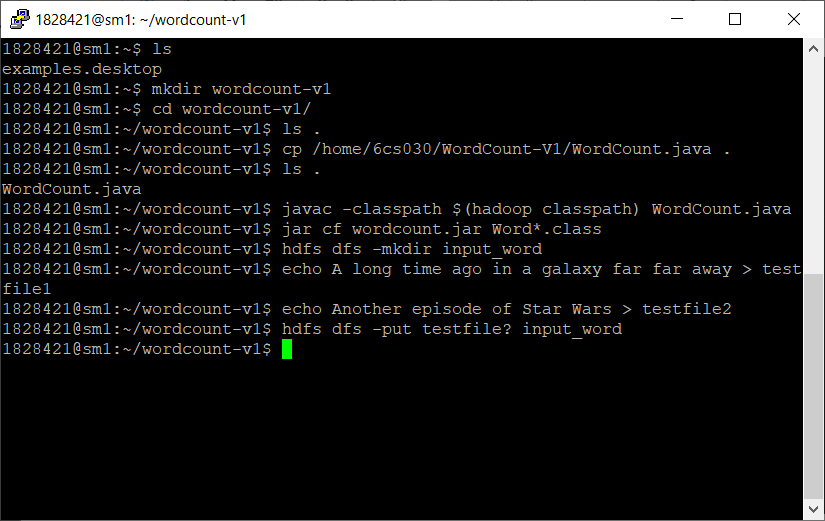 1828421@sm1: ~/wordcount-v1
1828421@sm1:~$ ls
examples.desktop
1828421@sm1:~$ mkdir wordcount-v1
1828421@sm1:~$ cd wordcount-v1/
1828421@sm1:~/wordcount-v1$ ls .
1828421@sm1:~/wordcount-v1$ cp /home/6cs030/WordCount-V1/WordCount.java .
1828421@sm1:~/wordcount-v1$ ls .
WordCount.java
1828421@sm1:~/wordcount-v1$ javac -classpath $(hadoop classpath) WordCount.java
1828421@sm1:~/wordcount-v1$ jar cf wordcount.jar Word*.class
1828421@sm1:~/wordcount-v1$ hdfs dfs -mkdir input_word
1828421@sm1:~/wordcount-v1$ echo A long time ago in a galaxy far far away > test
file1
1828421@sm1:~/wordcount-v1$ echo Another episode of Star Wars > testfile2
1828421@sm1:~/wordcount-v1$ hdfs dfs -put testfile? input_word
1828421@sm1:~/wordcount-v1$